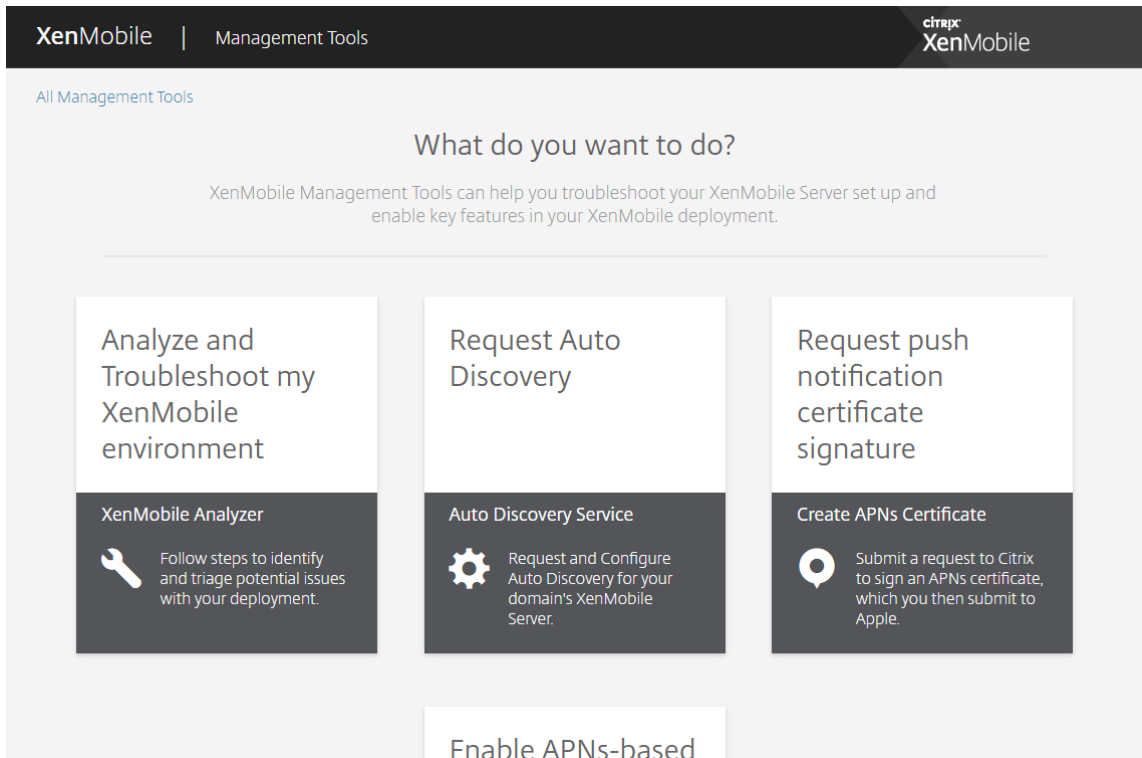 XenMobile | Management Tools
citrix
XenMobile
All Management Tools
What do you want to do?
XenMobile Management Tools can help you troubleshoot your XenMobile Server set up and
enable key features in your XenMobile deployment.
Analyze and
Troubleshoot my
XenMobile
environment
XenMobile Analyzer
Follow steps to identify
and triage potential issues
with your deployment.
Request Auto
Discovery
Auto Discovery Service
Request and Configure
Auto Discovery for your
domain's XenMobile
Server.
Request push
notification
certificate
signature
Create APNs Certificate
Submit a request to Citrix
to sign an APNs certificate,
which you then submit to
Apple.
Enable APNs-based